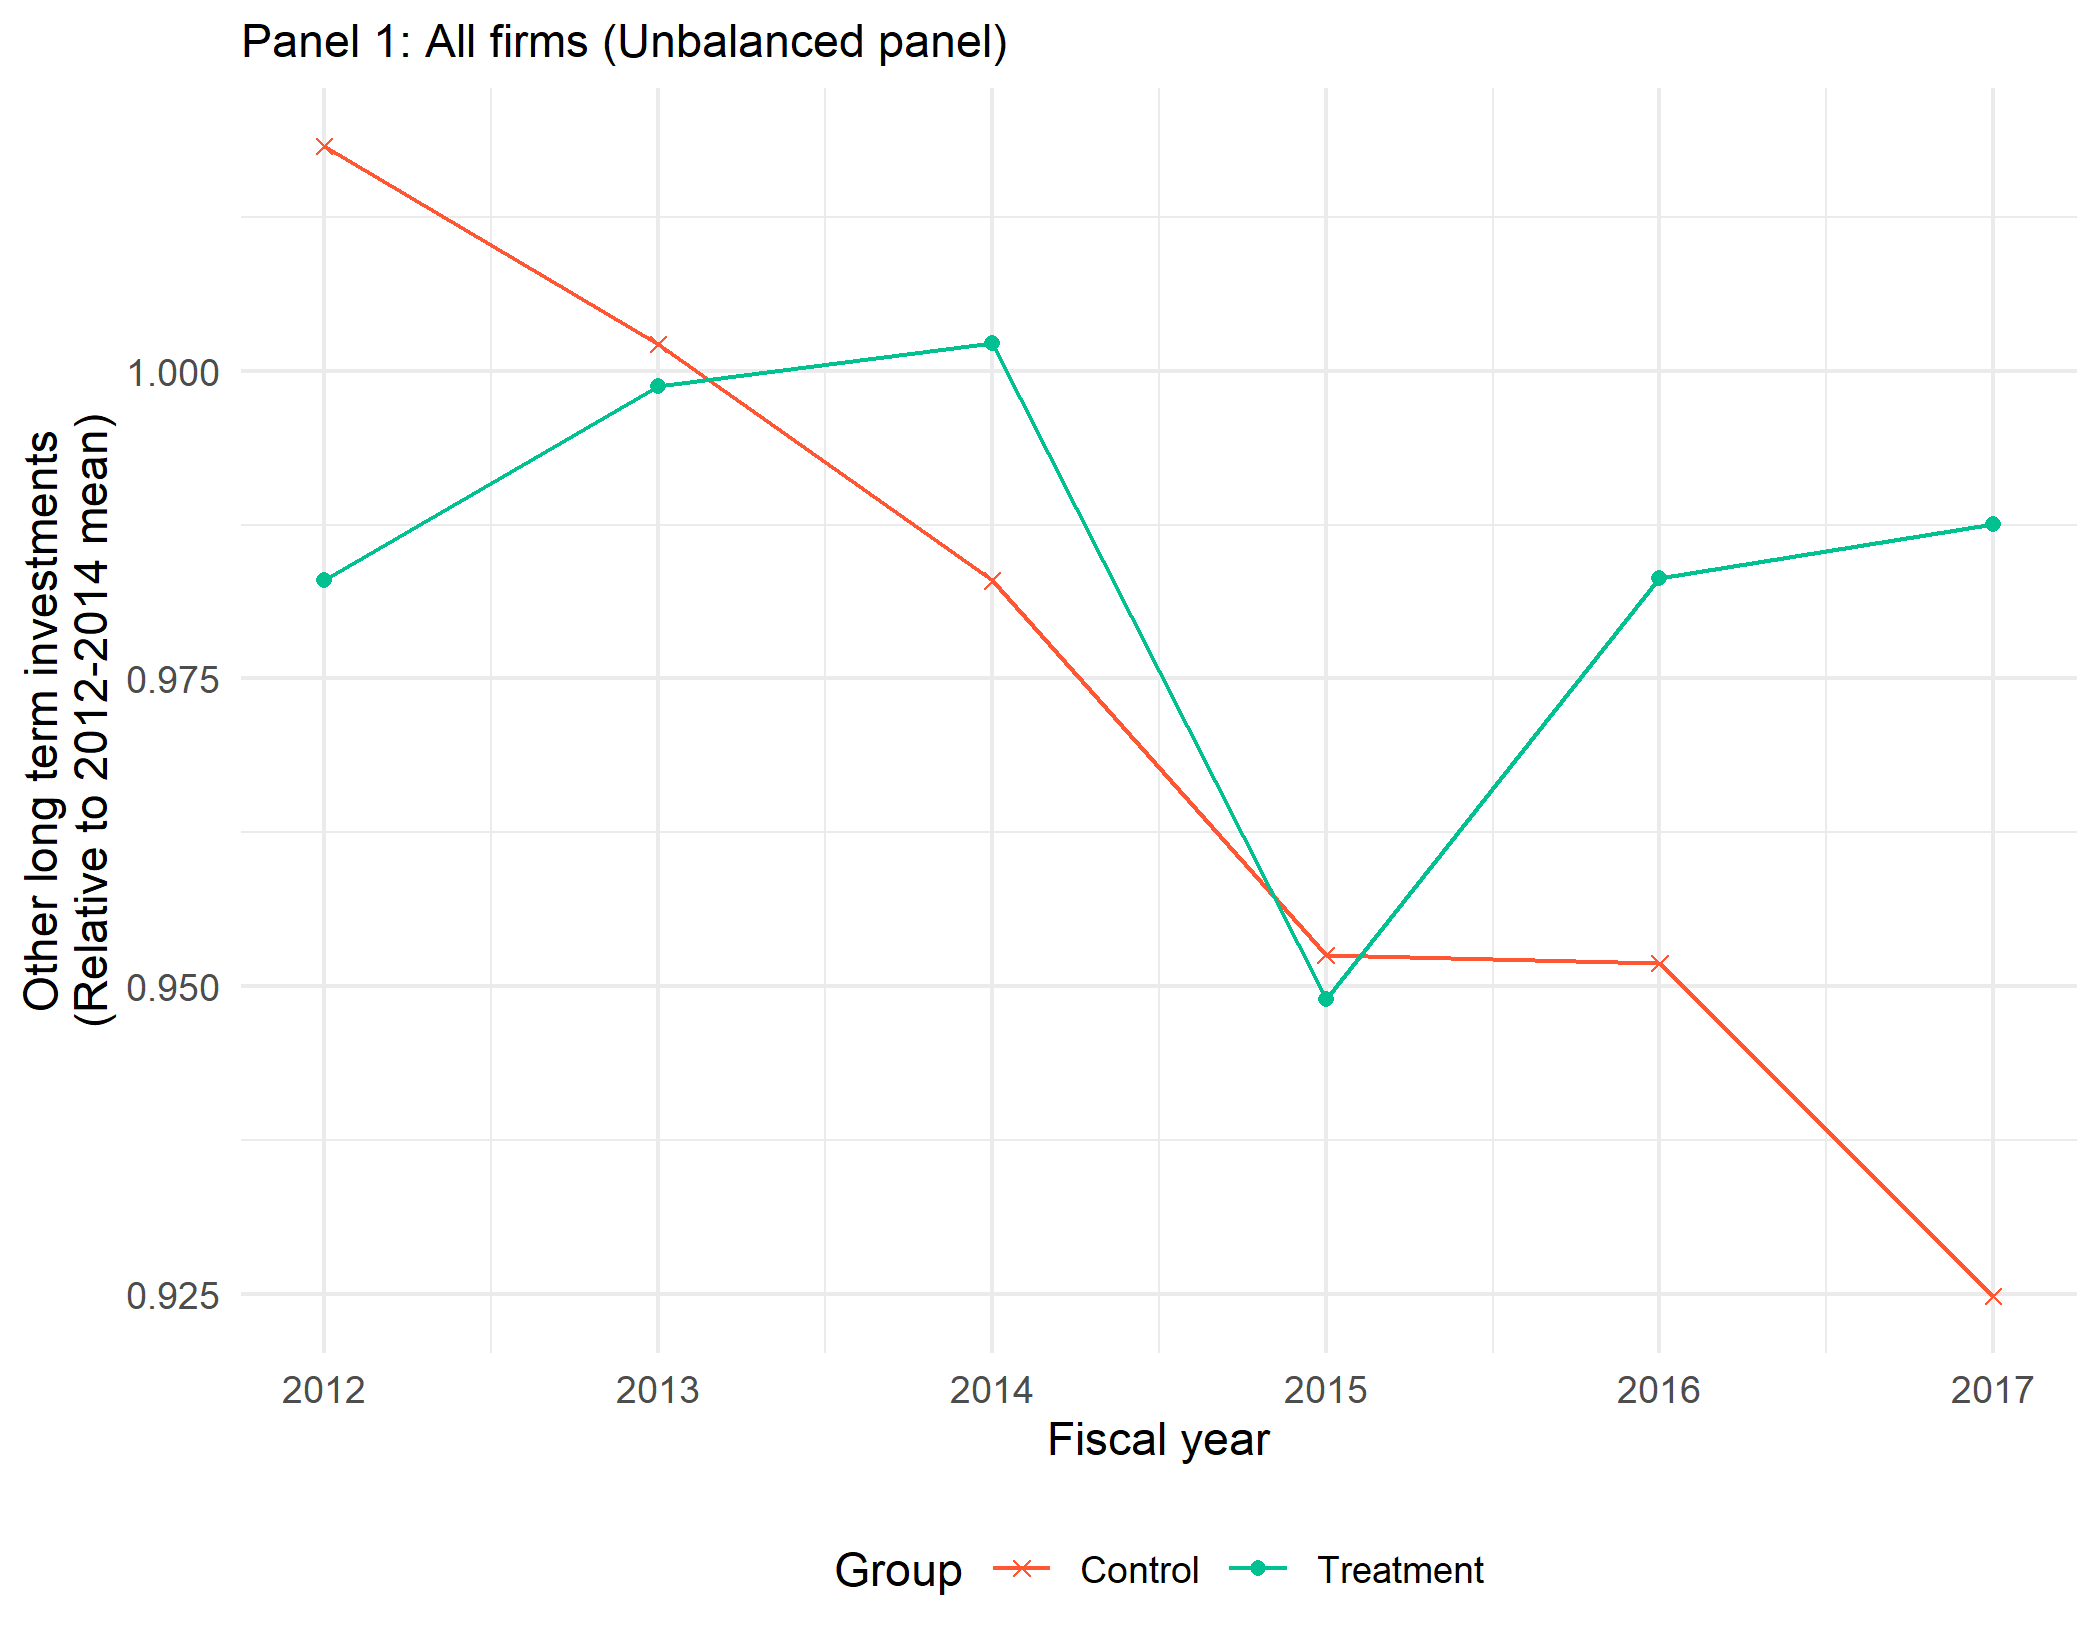 Panel 1: All firms (Unbalanced panel)
Other long term investments
(Relative to 2012-2014 mean)
1.000
0.975
0.950
0.925
2012 2013 2014 2015 2016 2017
Fiscal year
Group Control Treatment